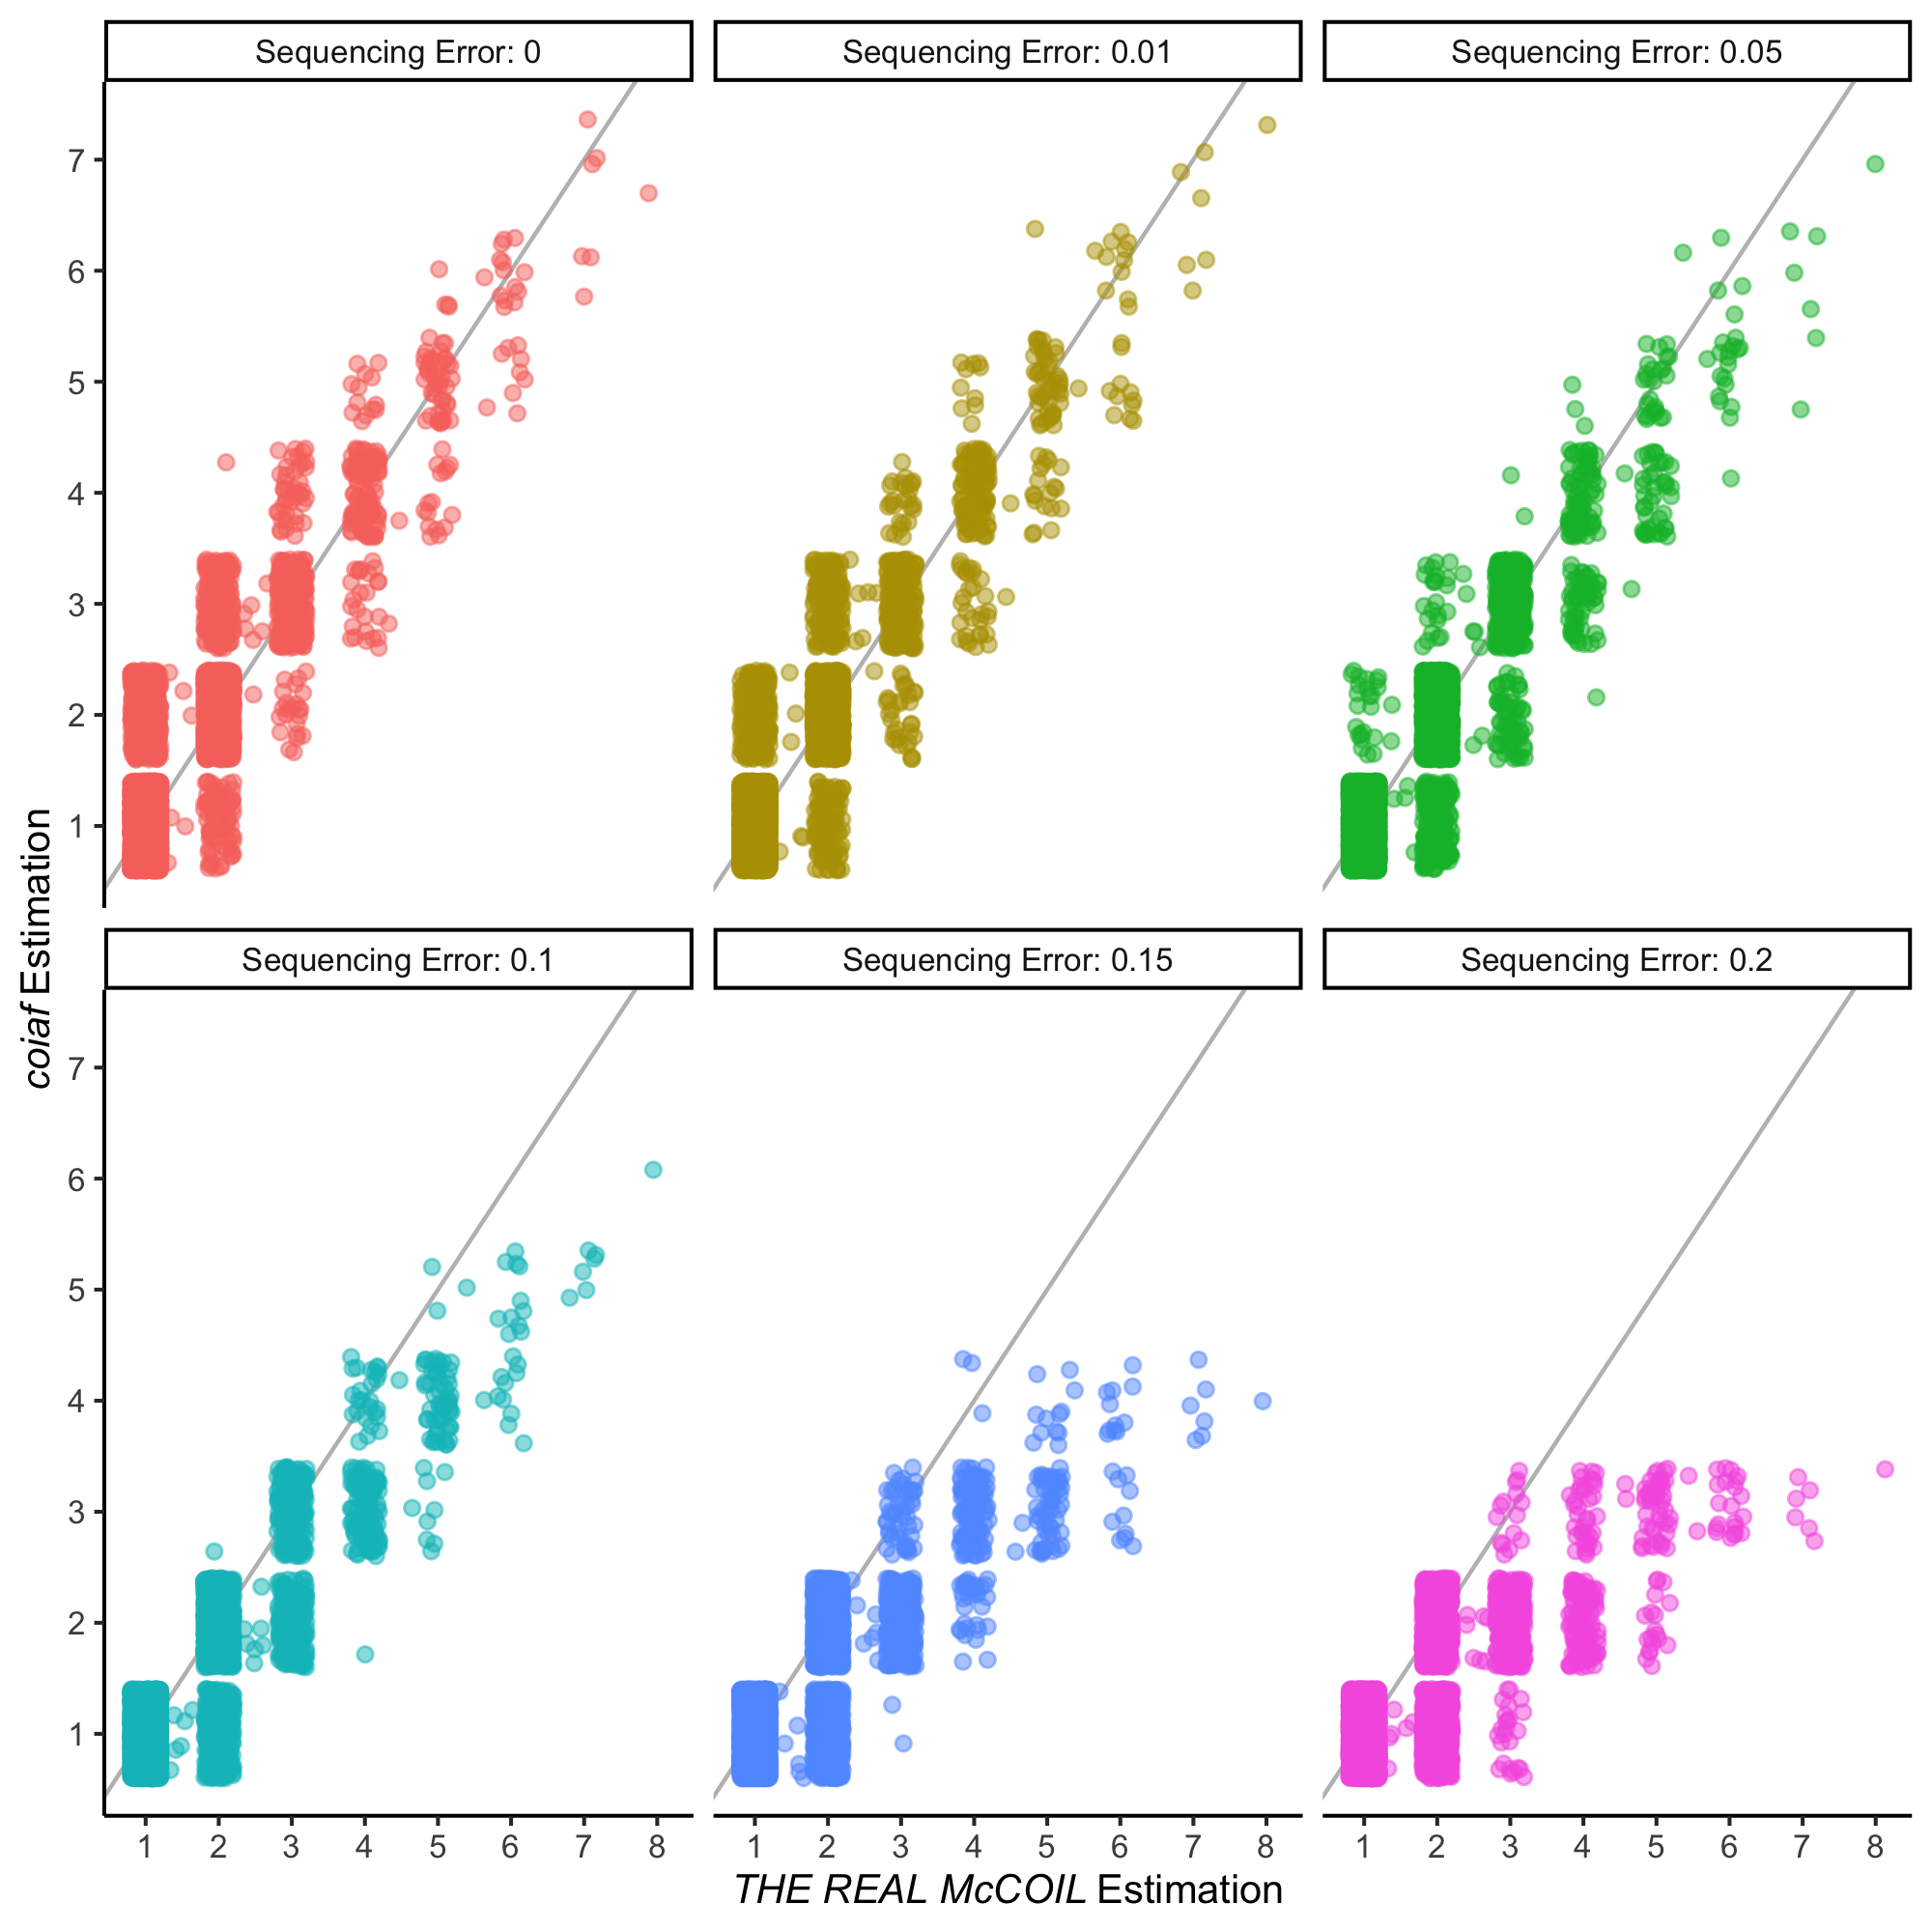 Sequencing Error: 0
Sequencing Error: 0.01
Sequencing Error: 0.05
7
6
5
4
3
2
1
coiaf Estimation
Sequencing Error: 0.1
Sequencing Error: 0.15
Sequencing Error: 0.2
7
6
5
4
3
2
1
1 2 3 4 5 6 7 8
1 2 3 4 5 6 7 8
1 2 3 4 5 6 7 8
THE REAL McCOIL Estimation